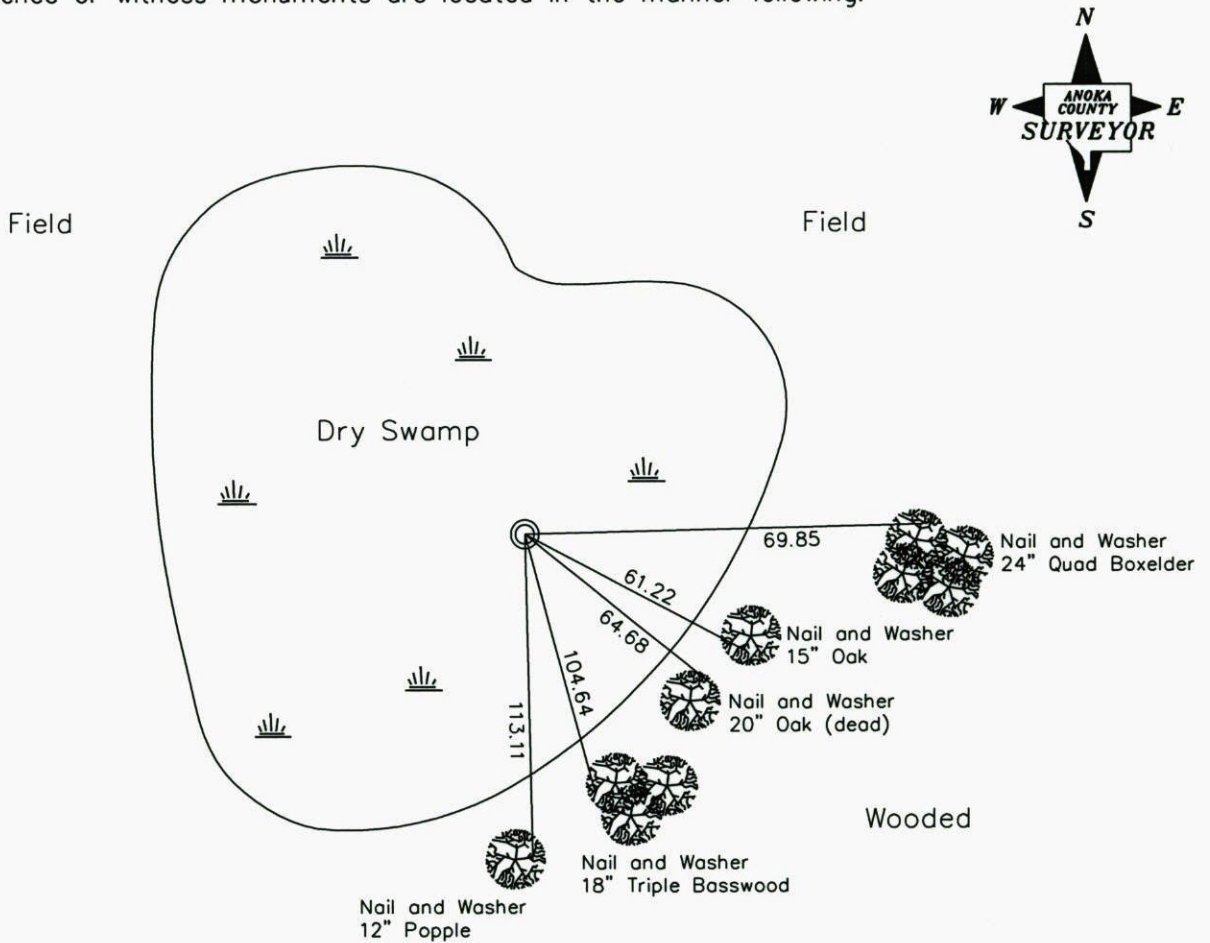 or witness monuments are located in the manner following:
N
W
ANOKA
COUNTY
E
SURVEYOR
S
Field
Field
Dry Swamp
69.85
Nail and Washer
24" Quad Boxelder
61.22
64.68
Nail and Washer
15" Oak
104.64
113.11
Nail and Washer
20" Oak (dead)
Wooded
Nail and Washer
18" Triple Basswood
Nail and Washer
12" Popple